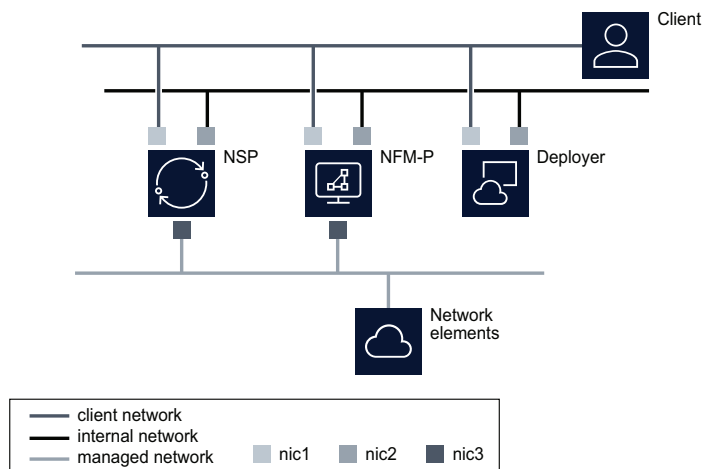 Client
NSP
NFM-P
Deployer
Network
elements
client network
internal network
managed network
nic1
nic2
nic3